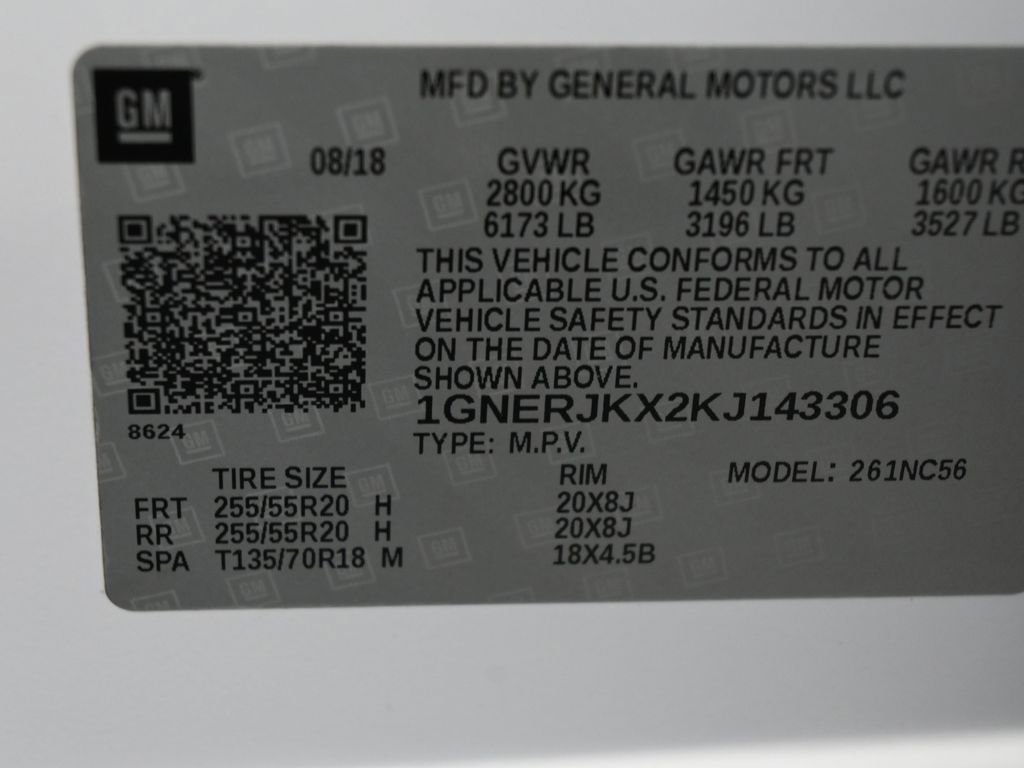 GM
MFD BY GENERAL MOTORS LLC
08/18 GVWR GAWR FRT GAWR R
2800 KG 1450 KG 1600 KG
6173 LB 3196 LB 3527 LB
THIS VEHICLE CONFORMS TO ALL
APPLICABLE U.S. FEDERAL MOTOR
VEHICLE SAFETY STANDARDS IN EFFECT
ON THE DATE OF MANUFACTURE
SHOWN ABOVE.
1GNERJKX2KJ143306
8624
TYPE: M.P.V.
TIRE SIZE RIM MODEL: 261NC56
FRT 255/55R20 H 20X8J
RR 255/55R20 H 20X8J
SPA T135/70R18 M 18X4.5B